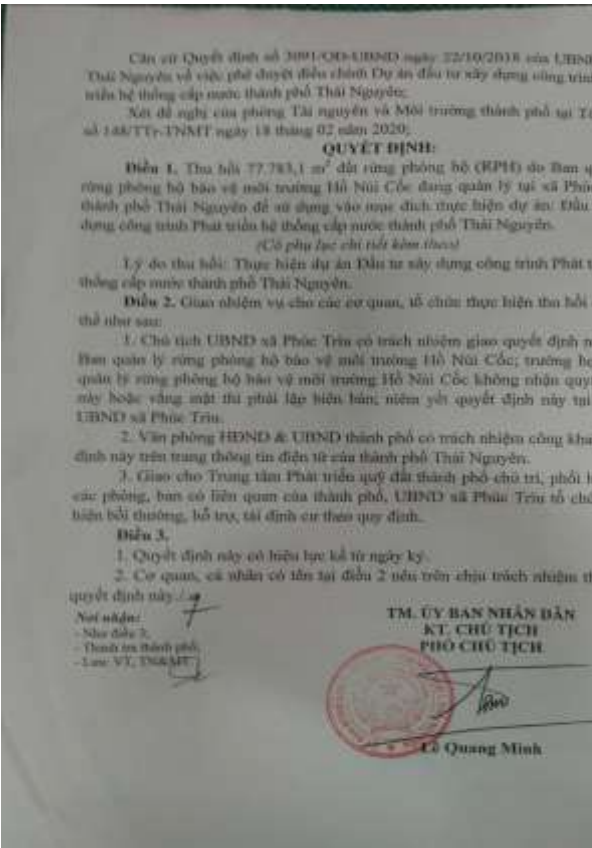 Căn cứ Quyết định số 3091/QĐ-UBND ngày 22/10/2018 của UBND
Thái Nguyên về việc phê duyệt điều chỉnh Dự án đầu tư xây dựng công trình
triển hệ thống cấp nước thành phố Thái Nguyên;
Xét đề nghị của phòng Tài nguyên và Môi trường thành phố tại Tờ
số 148/TTr-TNMT ngày 18 tháng 02 năm 2020;
QUYẾT ĐỊNH:
Điều 1. Thu hồi 77.783,1 m² đất rừng phòng hộ (RPH) do Ban q
rừng phòng hộ bảo vệ môi trường Hồ Núi Cốc đang quản lý tại xã Phúc
thành phố Thái Nguyên để sử dụng vào mục đích thực hiện dự án: Đầu
dựng công trình Phát triển hệ thống cấp nước thành phố Thái Nguyên.
(Có phụ lục chi tiết kèm theo)
Lý do thu hồi: Thực hiện dự án Đầu tư xây dựng công trình Phát t
thống cấp nước thành phố Thái Nguyên.
Điều 2. Giao nhiệm vụ cho các cơ quan, tổ chức thực hiện thu hồi
thể như sau:
1. Chủ tịch UBND xã Phúc Trìu có trách nhiệm giao quyết định n
Ban quản lý rừng phòng hộ bảo vệ môi trường Hồ Núi Cốc; trường hợ
quản lý rừng phòng hộ bảo vệ môi trường Hồ Núi Cốc không nhận quy
này hoặc vắng mặt thì phải lập biên bản; niêm yết quyết định này tại
UBND xã Phúc Trìu.
2. Văn phòng HĐND & UBND thành phố có trách nhiệm công kha
định này trên trang thông tin điện tử của thành phố Thái Nguyên.
3. Giao cho Trung tâm Phát triển quỹ đất thành phố chủ trì, phối h
các phòng, ban có liên quan của thành phố, UBND xã Phúc Trìu tổ chứ
hiện bồi thường, hỗ trợ, tái định cư theo quy định.
Điều 3.
1. Quyết định này có hiệu lực kể từ ngày ký.
2. Cơ quan, cá nhân có tên tại điều 2 nêu trên chịu trách nhiệm th
quyết định này./.
Nơi nhận:
- Như điều 3;
- Thanh tra thành phố;
- Lưu: VT, TN&MT.
TM. ỦY BAN NHÂN DÂN
KT. CHỦ TỊCH
PHÓ CHỦ TỊCH
Lê Quang Minh